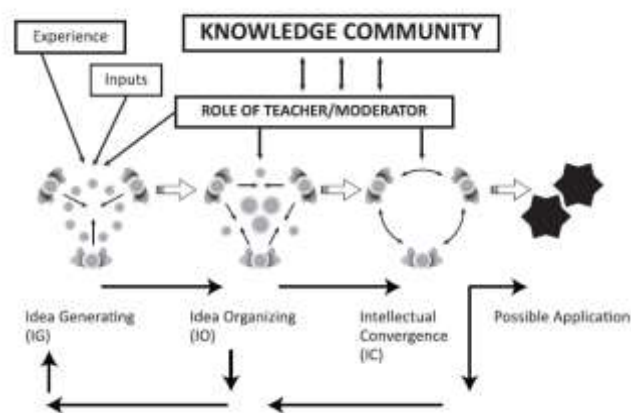 KNOWLEDGE COMMUNITY
Experience
Inputs
ROLE OF TEACHER/MODERATOR
Idea Generating
(IG)
Idea Organizing
(IO)
Intellectual
Convergence
(IC)
Possible Application